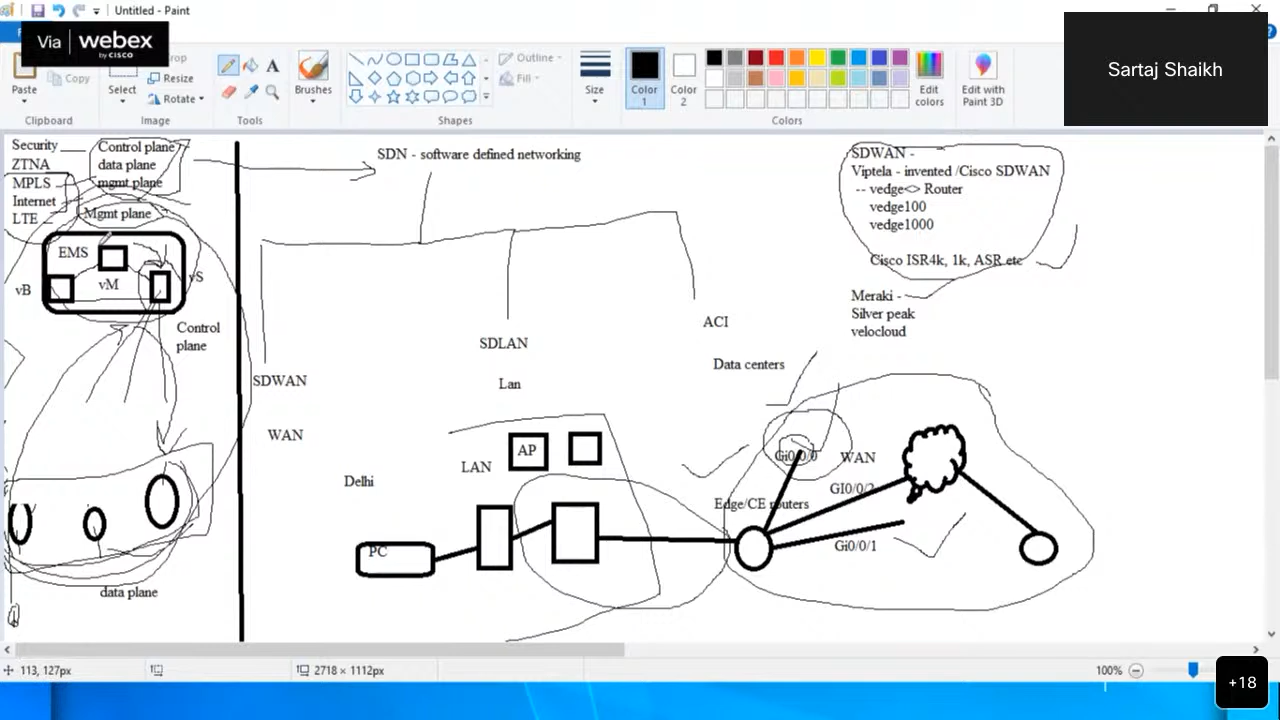 Untitled - Paint
Via webex
by CISCO
Sartaj Shaikh
Paste
Copy
Clipboard
Select
Resize
Rotate
Image
Tools
Brushes
Outline
Fill
Shapes
Size
Color 1
Color 2
Colors
Edit colors
Edit with Paint 3D
Security
ZTNA
MPLS
Internet
LTE
Control plane
data plane
mgmt plane
Mgmt plane
EMS
vB
vM
vS
Control
plane
data plane
SDN - software defined networking
SDWAN
WAN
SDLAN
Lan
ACI
Data centers
SDWAN -
Viptela - invented /Cisco SDWAN
-- vedge<> Router
vedge100
vedge1000
Cisco ISR4k, 1k, ASR etc
Meraki -
Silver peak
velocloud
Delhi
LAN
AP
PC
Gi0/0/0
WAN
GI0/0/2
Edge/CE routers
Gi0/0/1
113, 127px
2718 × 1112px
100%
+18